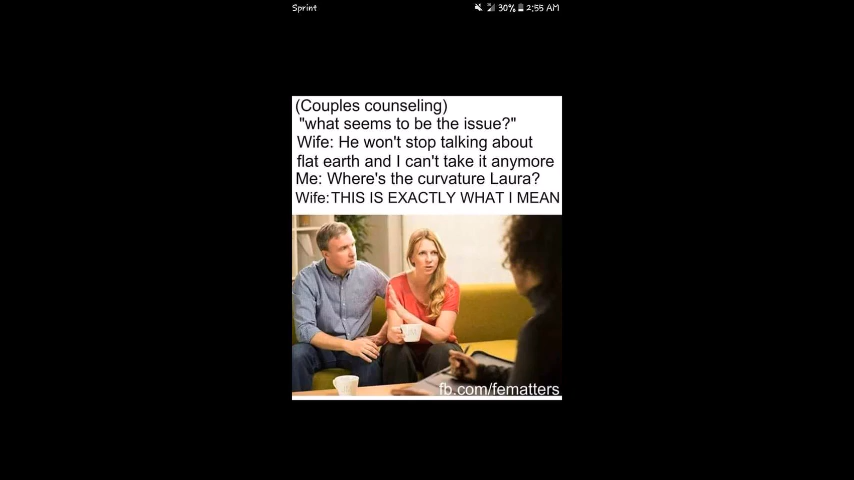 Sprint 30% 2:55 AM
(Couples counseling)
"what seems to be the issue?"
Wife: He won't stop talking about
flat earth and I can't take it anymore
Me: Where's the curvature Laura?
Wife:THIS IS EXACTLY WHAT I MEAN
fb.com/fematters